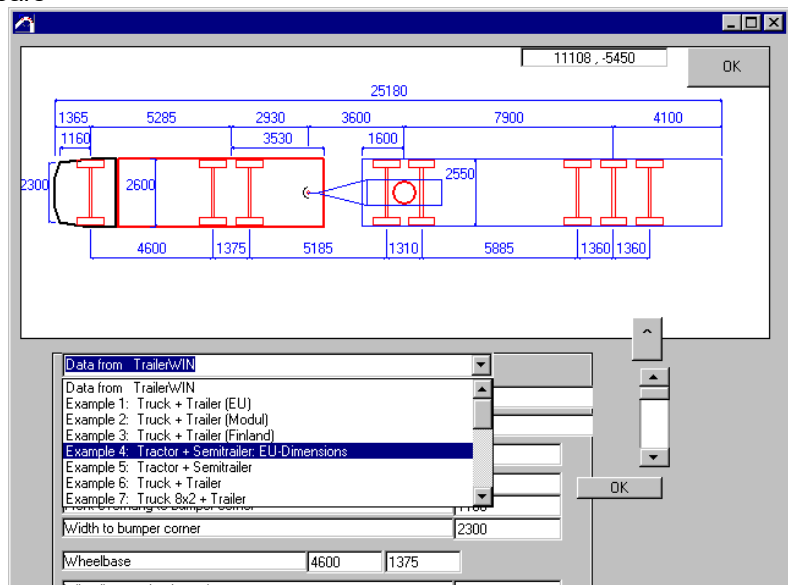 11108 , -5450
OK
25180
1365 5285 2930 3600 7900 4100
1160 3530 1600
2300 2600 2550
4600 1375 5185 1310 5885 1360 1360
^
Data from TrailerWIN
Data from TrailerWIN
Example 1: Truck + Trailer (EU)
Example 2: Truck + Trailer (Modul)
Example 3: Truck + Trailer (Finland)
Example 4: Tractor + Semitrailer: EU-Dimensions
Example 5: Tractor + Semitrailer
Example 6: Truck + Trailer
Example 7: Truck 8x2 + Trailer
OK
Width to bumper corner 2300
Wheelbase 4600 1375